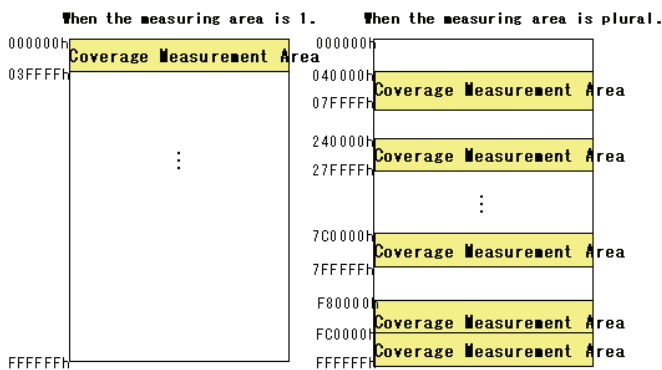 When the measuring area is 1.
000000h
Coverage Measurement Area
03FFFFh
⋮
FFFFFFh
When the measuring area is plural.
000000h
040000h
Coverage Measurement Area
07FFFFh
240000h
Coverage Measurement Area
27FFFFh
⋮
7C0000h
Coverage Measurement Area
7FFFFFh
F80000h
Coverage Measurement Area
FC0000h
Coverage Measurement Area
FFFFFFh